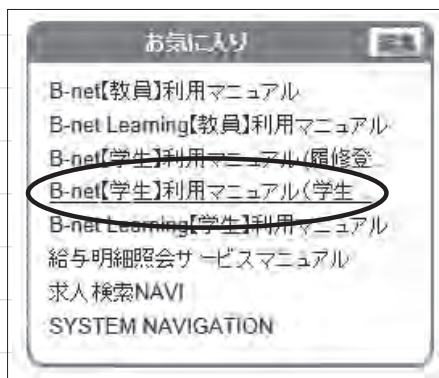 お気に入り
B-net【教員】利用マニュアル
B-net Learning【教員】利用マニュアル
B-net【学生】利用マニュアル(履修登...
B-net【学生】利用マニュアル(学生...
B-net Learning【学生】利用マニュアル
給与明細照会サービスマニュアル
求人検索NAVI
SYSTEM NAVIGATION